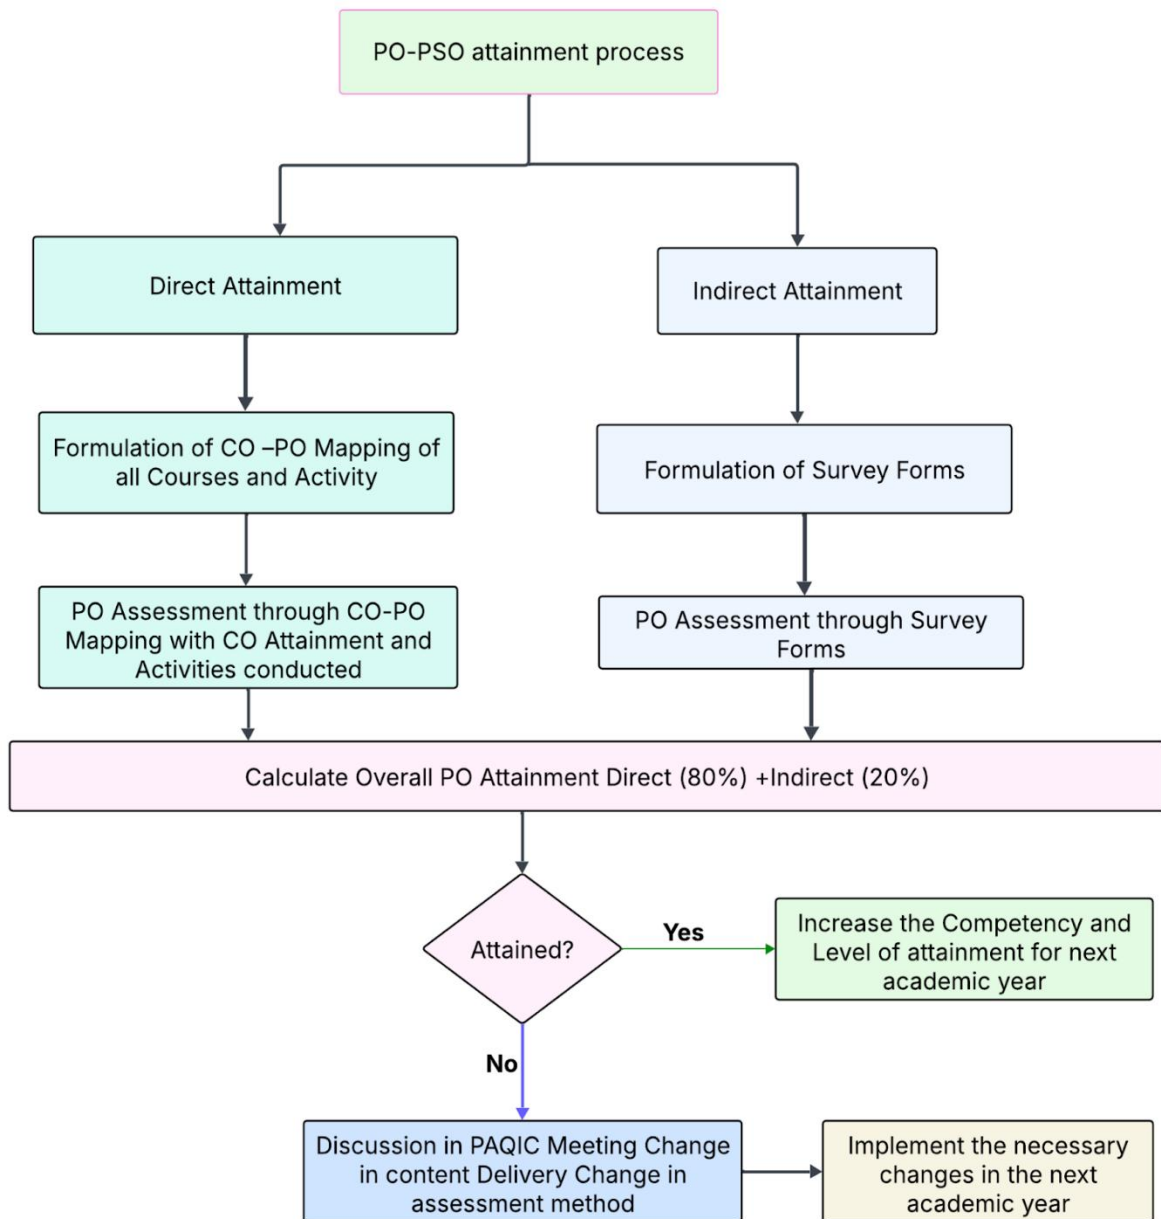 PO-PSO attainment process
Direct Attainment
Indirect Attainment
Formulation of CO –PO Mapping of
all Courses and Activity
Formulation of Survey Forms
PO Assessment through CO-PO
Mapping with CO Attainment and
Activities conducted
PO Assessment through Survey
Forms
Calculate Overall PO Attainment Direct (80%) +Indirect (20%)
Attained?
Yes
Increase the Competency and
Level of attainment for next
academic year
No
Discussion in PAQIC Meeting Change
in content Delivery Change in
assessment method
Implement the necessary
changes in the next
academic year